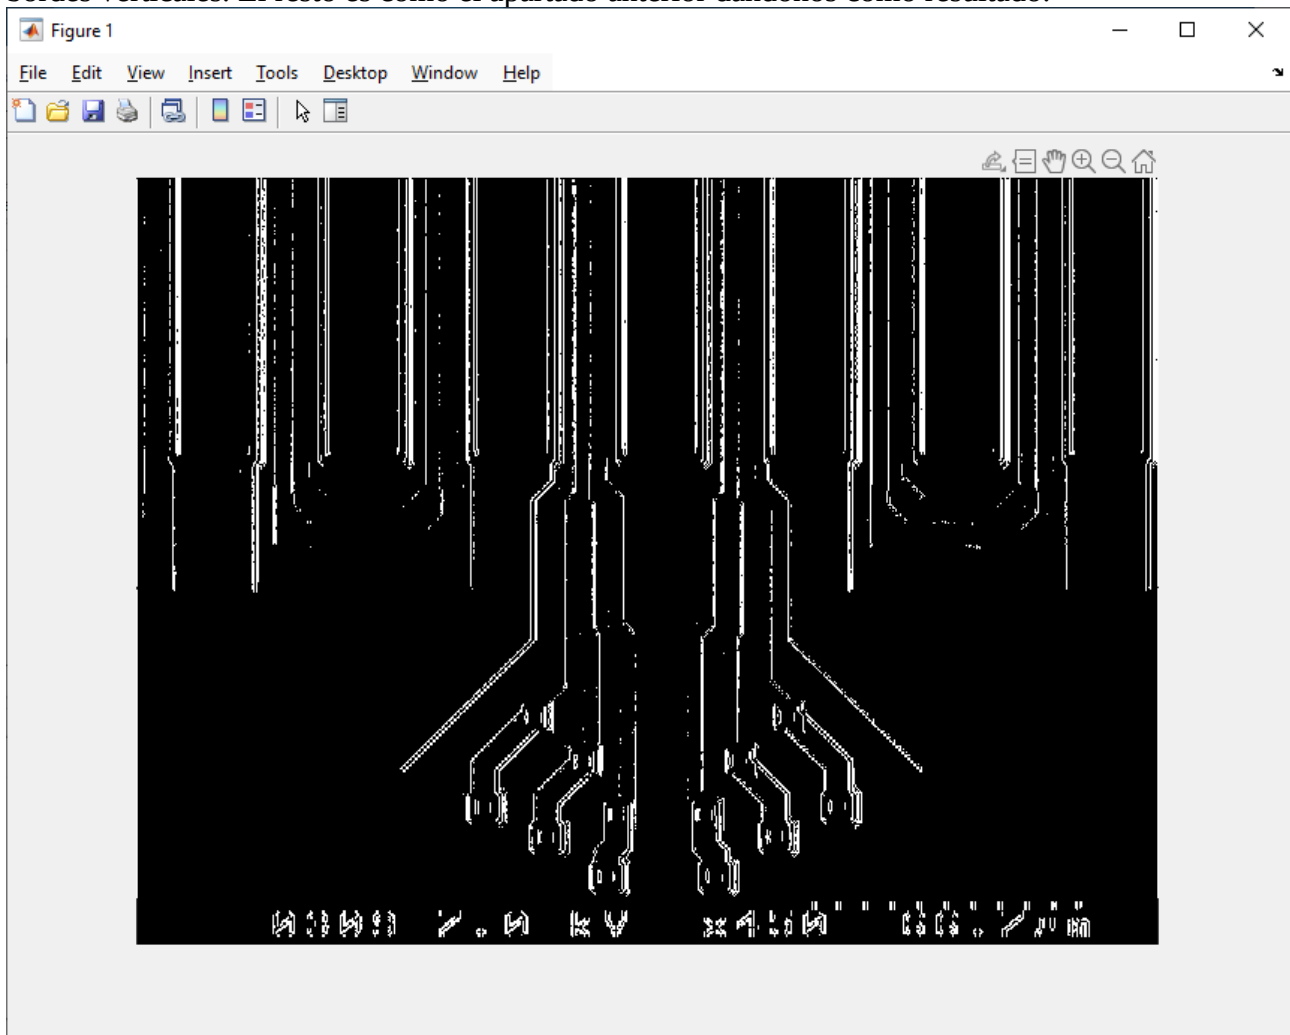 bordes verticales. El resto es como el apartado anterior dándonos como resultado:
Figure 1
File Edit View Insert Tools Desktop Window Help
kV